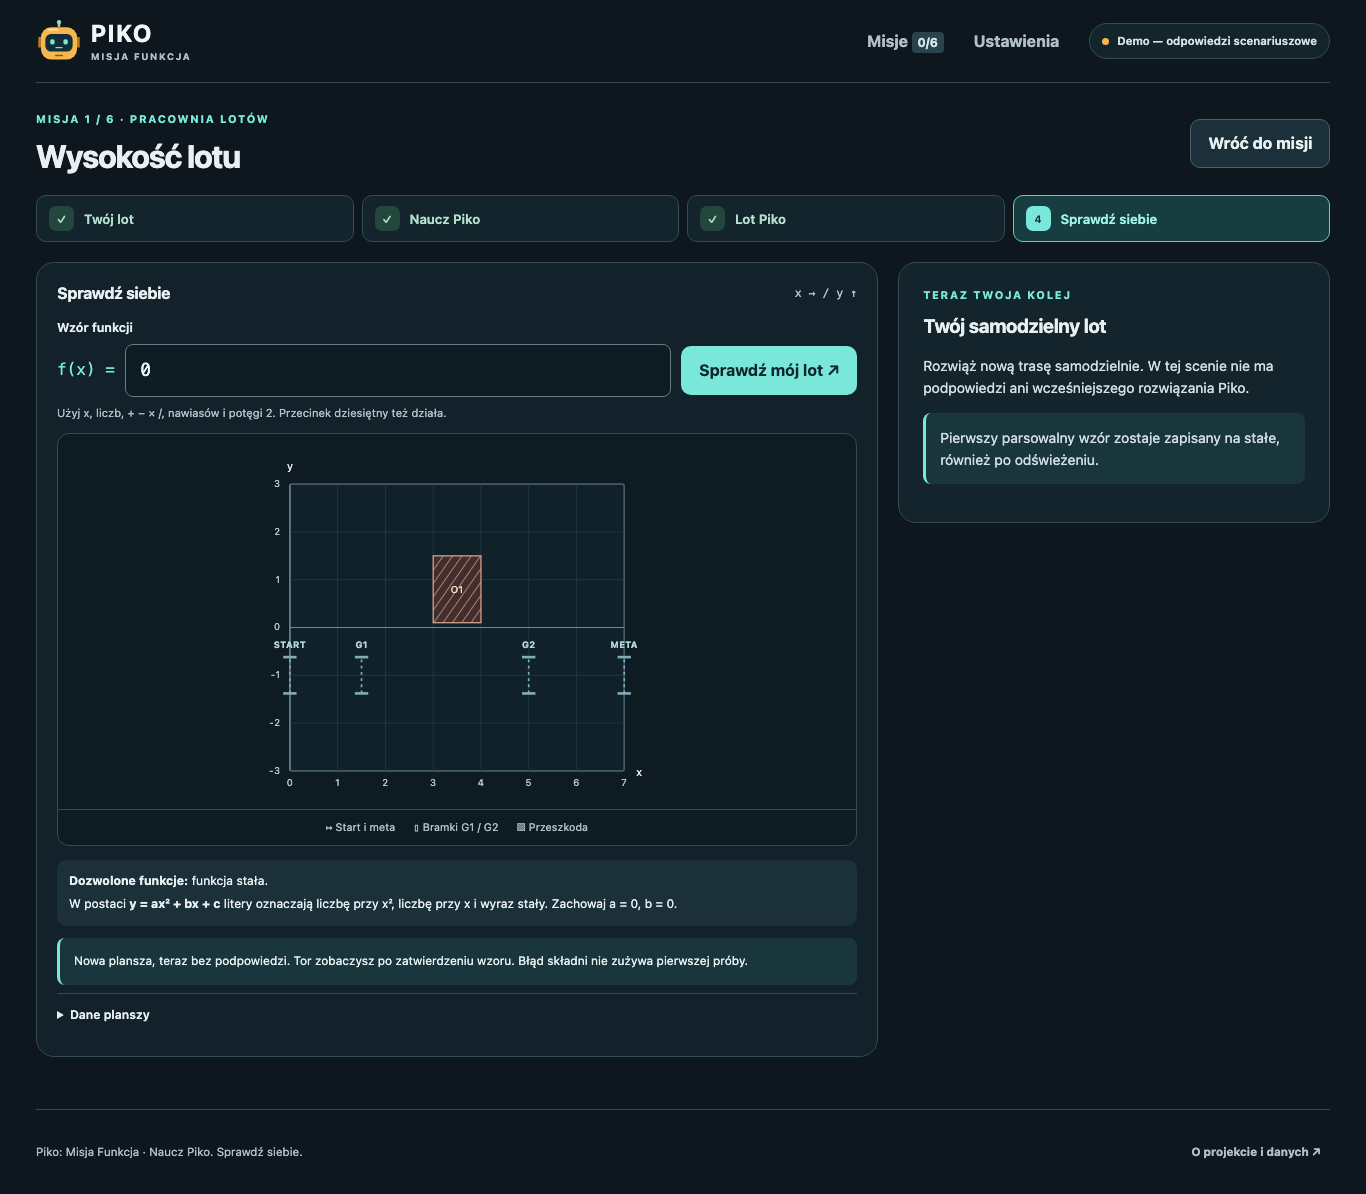 PIKO
MISJA FUNKCJA
Misje 0/6
Ustawienia
Demo — odpowiedzi scenariuszowe
MISJA 1 / 6 · PRACOWNIA LOTÓW
Wysokość lotu
Wróć do misji
✓ Twój lot
✓ Naucz Piko
✓ Lot Piko
4 Sprawdź siebie
Sprawdź siebie
x → / y ↑
Wzór funkcji
f(x) = 0
Sprawdź mój lot ↗
Użyj x, liczb, + − × /, nawiasów i potęgi 2. Przecinek dziesiętny też działa.
y
3
2
1
O1
0
START
G1
G2
META
-1
-2
-3
0 1 2 3 4 5 6 7
x
↦ Start i meta
▯ Bramki G1 / G2
▨ Przeszkoda
Dozwolone funkcje: funkcja stała.
W postaci y = ax² + bx + c litery oznaczają liczbę przy x², liczbę przy x i wyraz stały. Zachowaj a = 0, b = 0.
Nowa plansza, teraz bez podpowiedzi. Tor zobaczysz po zatwierdzeniu wzoru. Błąd składni nie zużywa pierwszej próby.
▶ Dane planszy
TERAZ TWOJA KOLEJ
Twój samodzielny lot
Rozwiąż nową trasę samodzielnie. W tej scenie nie ma
podpowiedzi ani wcześniejszego rozwiązania Piko.
Pierwszy parsowalny wzór zostaje zapisany na stałe,
również po odświeżeniu.
Piko: Misja Funkcja · Naucz Piko. Sprawdź siebie.
O projekcie i danych ↗